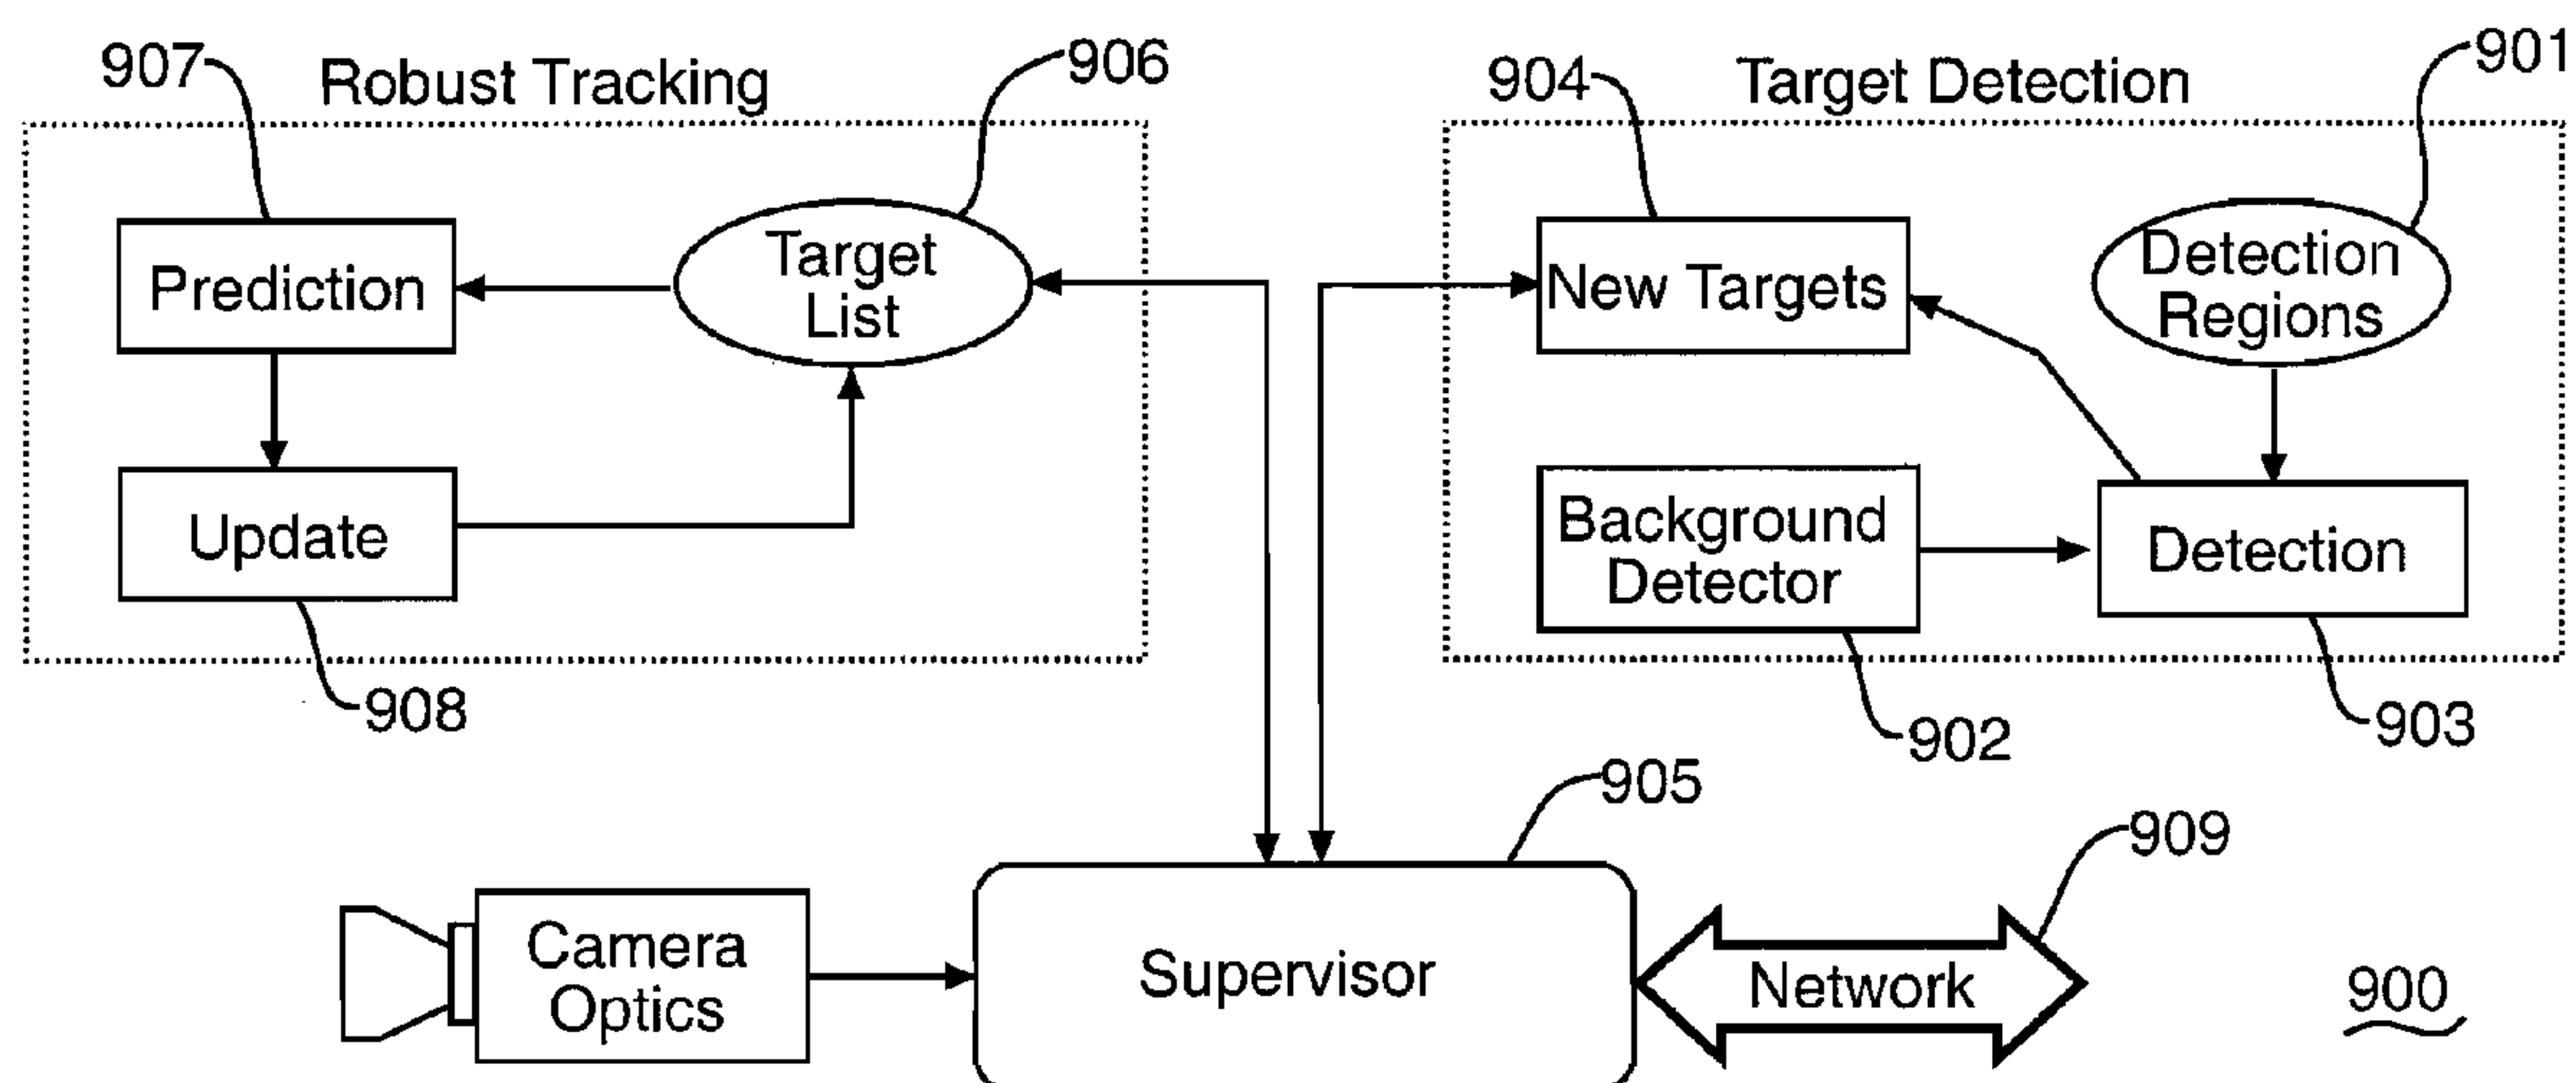 907
Robust Tracking
906
904
Target Detection
901
Prediction
Target
List
New Targets
Detection
Regions
Update
Background
Detector
Detection
908
902
903
905
909
Camera
Optics
Supervisor
Network
900